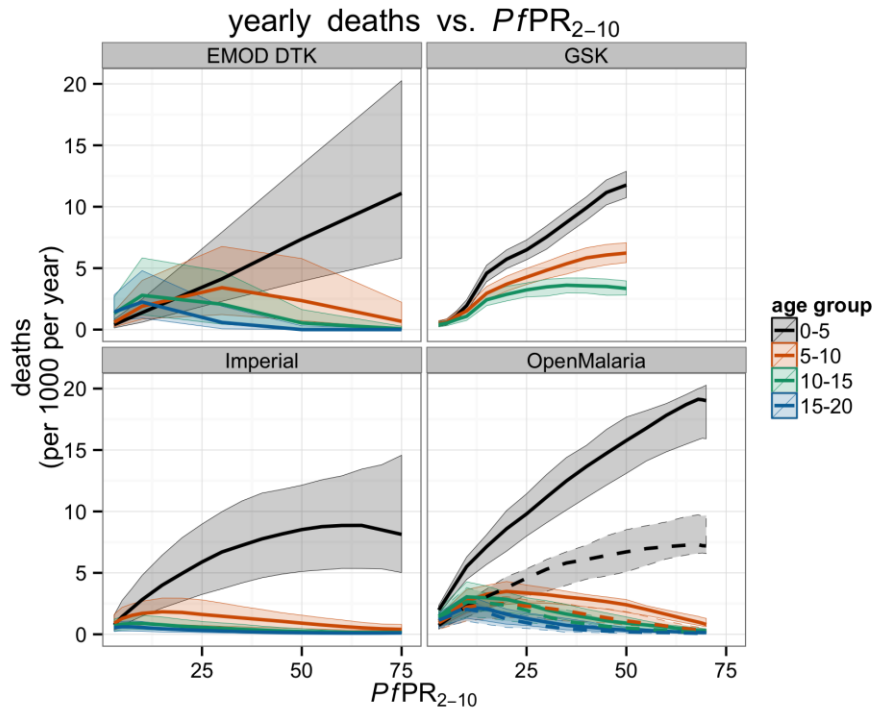 yearly deaths vs. PfPR₂₋₁₀
EMOD DTK
GSK
20
15
10
5
0
Imperial
OpenMalaria
20
15
10
5
0
25
50
75
25
50
75
deaths
(per 1000 per year)
PfPR₂₋₁₀
age group
0-5
5-10
10-15
15-20